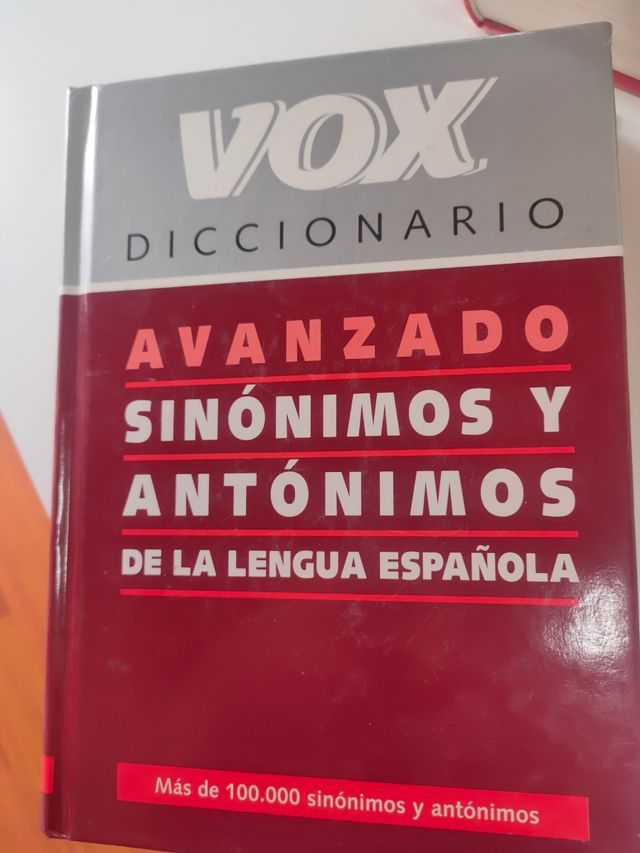 VOX
DICCIONARIO
AVANZADO
SINÓNIMOS Y
ANTÓNIMOS
DE LA LENGUA ESPAÑOLA
Más de 100.000 sinónimos y antónimos